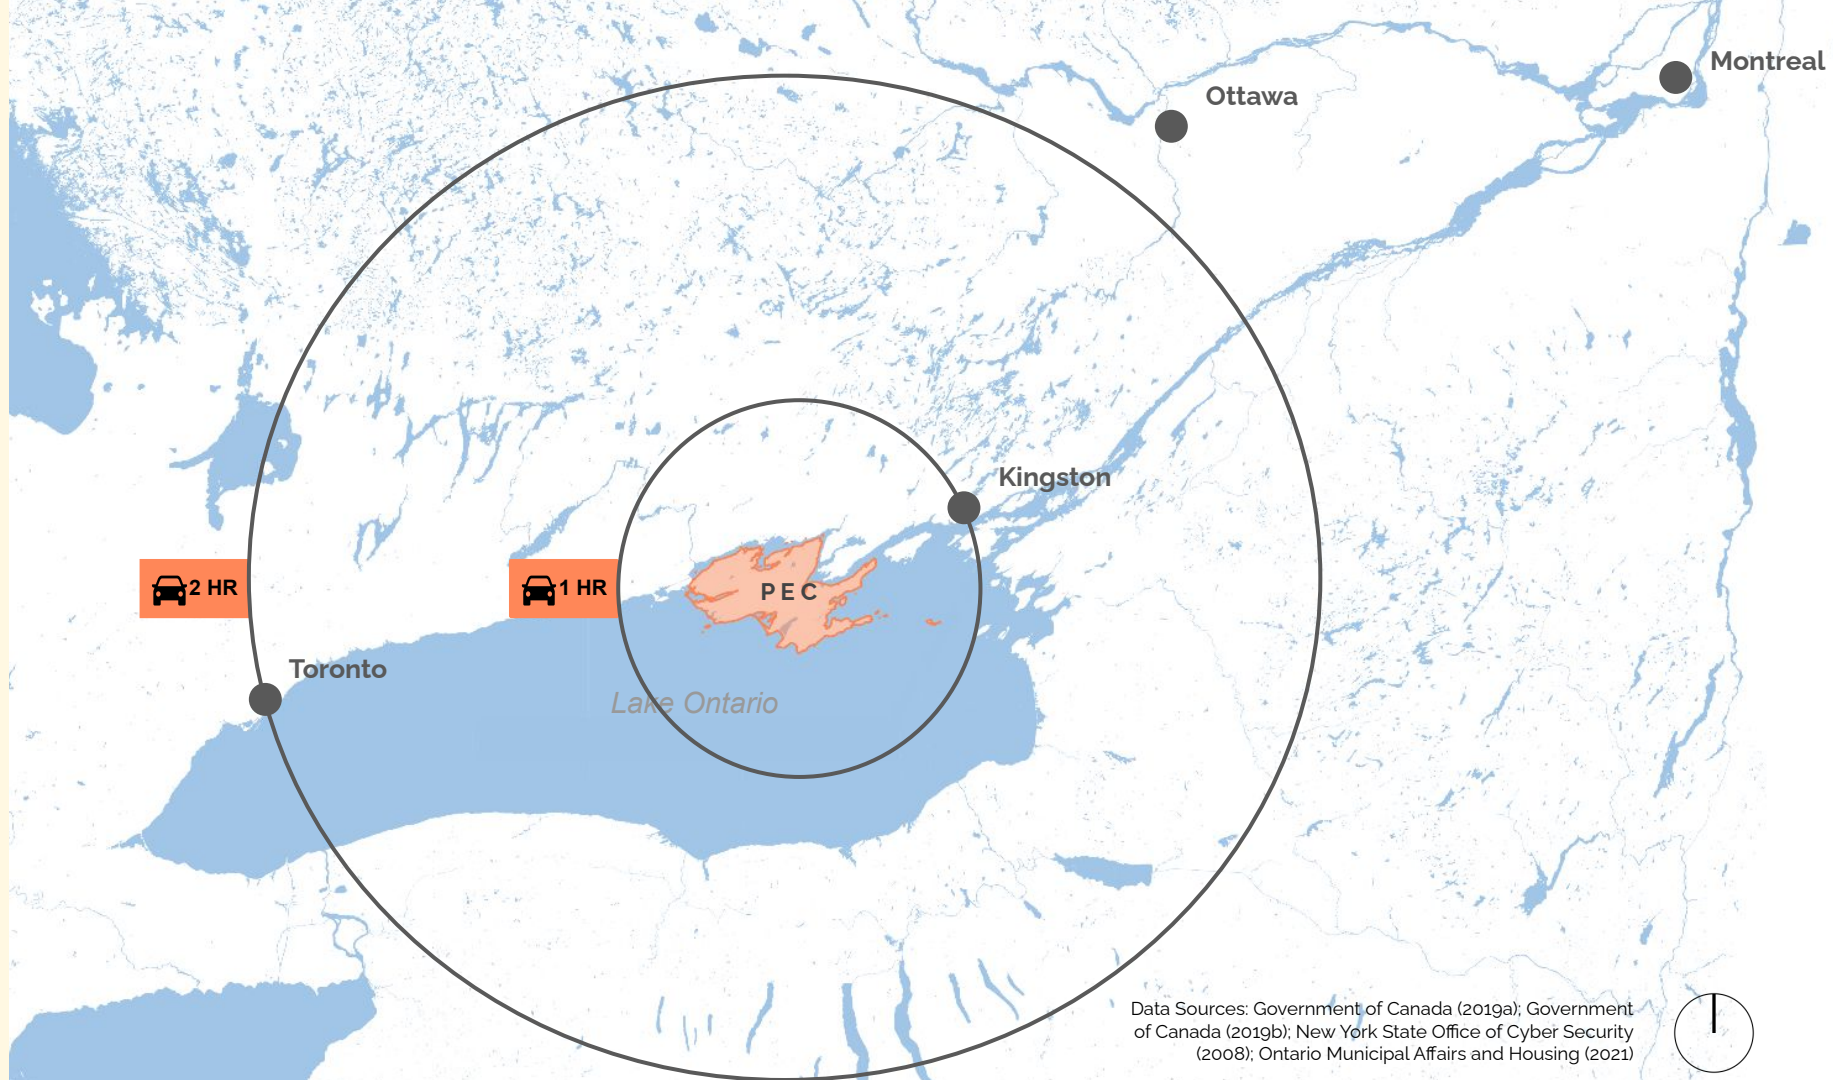 Montreal
Ottawa
Kingston
2 HR
1 HR
PEC
Toronto
Lake Ontario
Data Sources: Government of Canada (2019a); Government
of Canada (2019b); New York State Office of Cyber Security
(2008); Ontario Municipal Affairs and Housing (2021)